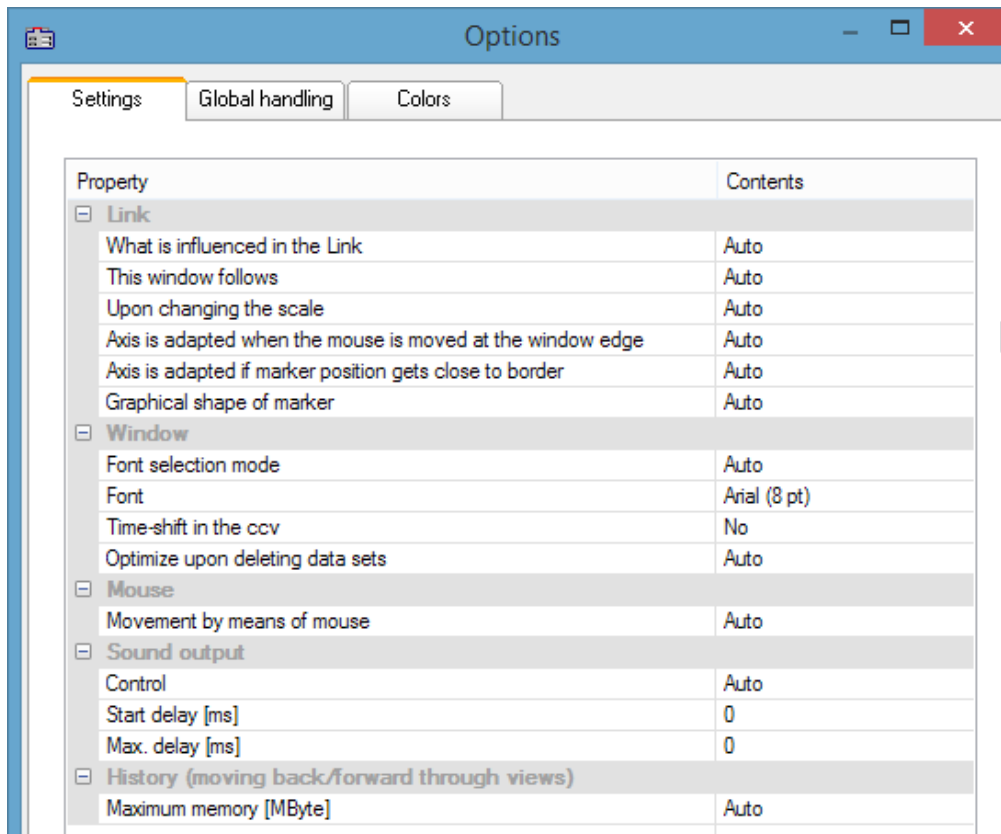 Options
Settings Global handling Colors
Property Contents
Link
What is influenced in the Link Auto
This window follows Auto
Upon changing the scale Auto
Axis is adapted when the mouse is moved at the window edge Auto
Axis is adapted if marker position gets close to border Auto
Graphical shape of marker Auto
Window
Font selection mode Auto
Font Arial (8 pt)
Time-shift in the ccv No
Optimize upon deleting data sets Auto
Mouse
Movement by means of mouse Auto
Sound output
Control Auto
Start delay [ms] 0
Max. delay [ms] 0
History (moving back/forward through views)
Maximum memory [MByte] Auto